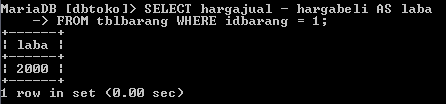 MariaDB [dbtoko]> SELECT hargajual - hargabeli AS laba
    -> FROM tblbarang WHERE idbarang = 1;
+------+
| laba |
+------+
| 2000 |
+------+
1 row in set (0.00 sec)